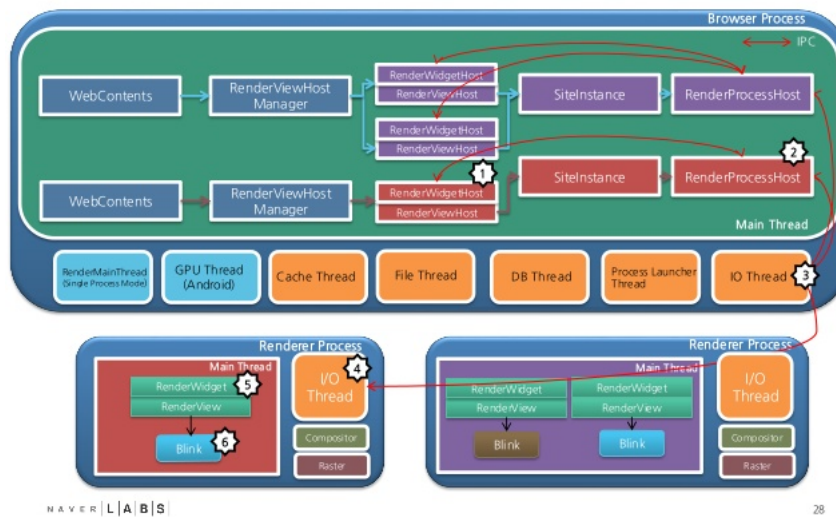 Browser Process
IPC
WebContents
RenderViewHost
Manager
RenderWidgetHost
RenderViewHost
RenderWidgetHost
RenderViewHost
SiteInstance
RenderProcessHost
1
2
WebContents
RenderViewHost
Manager
RenderWidgetHost
RenderViewHost
SiteInstance
RenderProcessHost
Main Thread
RenderMainThread
(Single Process Mode)
GPU Thread
(Android)
Cache Thread
File Thread
DB Thread
Process Launcher
Thread
IO Thread
3
Renderer Process
Main Thread
RenderWidget
5
RenderView
Blink
6
I/O
Thread
4
Compositor
Raster
Renderer Process
Main Thread
RenderWidget
RenderView
Blink
RenderWidget
RenderView
Blink
I/O
Thread
Compositor
Raster
NAVER LABS
28